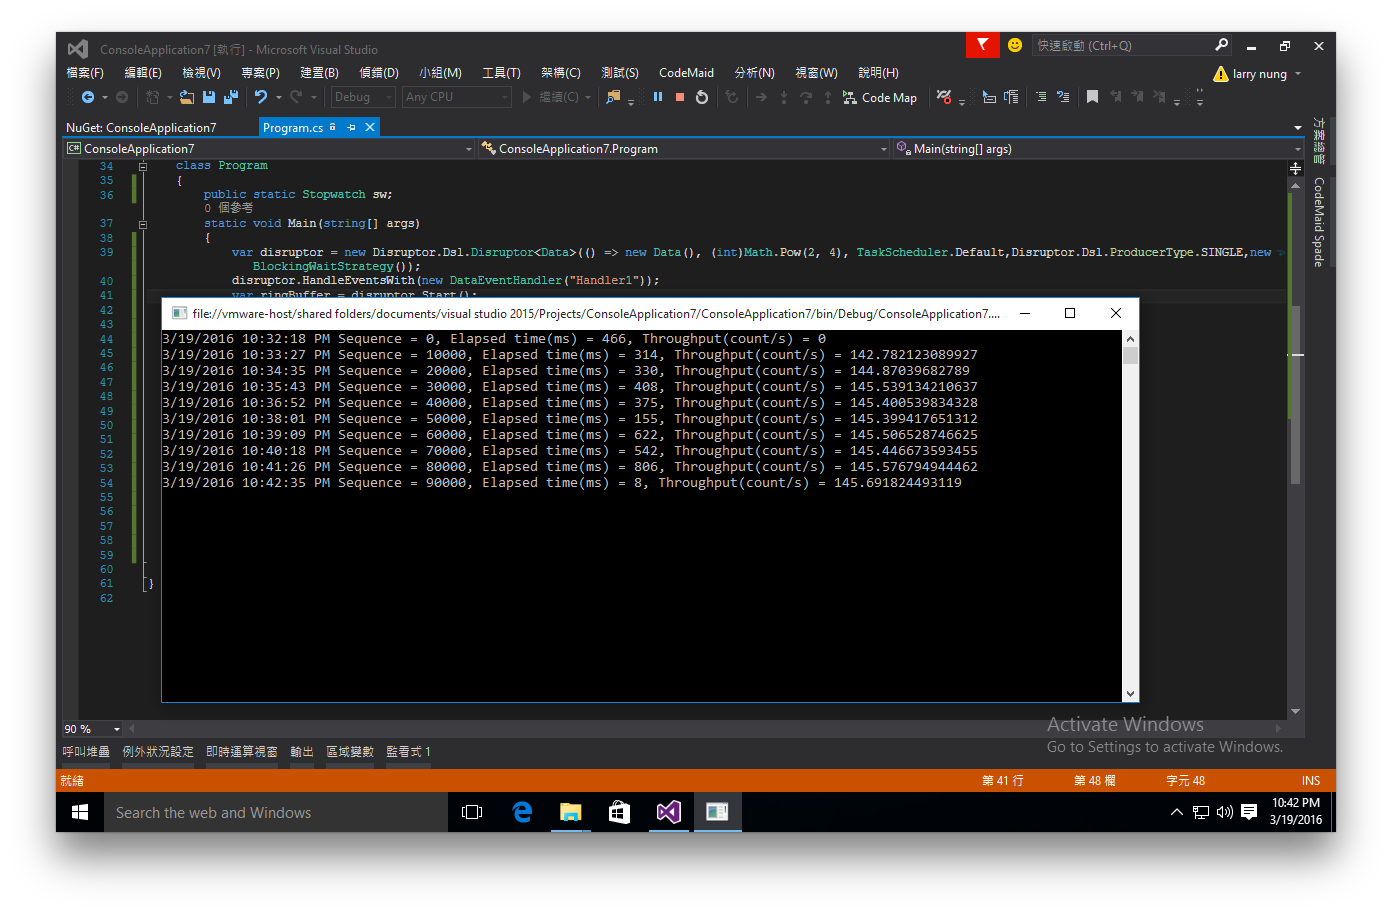 ConsoleApplication7 [執行] - Microsoft Visual Studio
快速啟動 (Ctrl+Q)
檔案(F) 編輯(E) 檢視(V) 專案(P) 建置(B) 偵錯(D) 小組(M) 工具(T) 架構(C) 測試(S) CodeMaid 分析(N) 視窗(W) 說明(H)
larry nung
Debug Any CPU 繼續(C) Code Map
NuGet: ConsoleApplication7 Program.cs
C# ConsoleApplication7 ConsoleApplication7.Program Main(string[] args)
方案總管
CodeMaid Spade
34 class Program
35 {
36 public static Stopwatch sw;
0 個參考
37 static void Main(string[] args)
38 {
39 var disruptor = new Disruptor.Dsl.Disruptor<Data>(() => new Data(), (int)Math.Pow(2, 4), TaskScheduler.Default,Disruptor.Dsl.ProducerType.SINGLE,new
BlockingWaitStrategy());
40 disruptor.HandleEventsWith(new DataEventHandler("Handler1"));
41 var ringBuffer = disruptor.Start();
42
43
44
45
46
47
48
49
50
51
52
53
54
55
56
57
58
59
60
61 }
62
file://vmware-host/shared folders/documents/visual studio 2015/Projects/ConsoleApplication7/ConsoleApplication7/bin/Debug/ConsoleApplication7....
3/19/2016 10:32:18 PM Sequence = 0, Elapsed time(ms) = 466, Throughput(count/s) = 0
3/19/2016 10:33:27 PM Sequence = 10000, Elapsed time(ms) = 314, Throughput(count/s) = 142.782123089927
3/19/2016 10:34:35 PM Sequence = 20000, Elapsed time(ms) = 330, Throughput(count/s) = 144.87039682789
3/19/2016 10:35:43 PM Sequence = 30000, Elapsed time(ms) = 408, Throughput(count/s) = 145.539134210637
3/19/2016 10:36:52 PM Sequence = 40000, Elapsed time(ms) = 375, Throughput(count/s) = 145.400539834328
3/19/2016 10:38:01 PM Sequence = 50000, Elapsed time(ms) = 155, Throughput(count/s) = 145.399417651312
3/19/2016 10:39:09 PM Sequence = 60000, Elapsed time(ms) = 622, Throughput(count/s) = 145.506528746625
3/19/2016 10:40:18 PM Sequence = 70000, Elapsed time(ms) = 542, Throughput(count/s) = 145.446673593455
3/19/2016 10:41:26 PM Sequence = 80000, Elapsed time(ms) = 806, Throughput(count/s) = 145.576794944462
3/19/2016 10:42:35 PM Sequence = 90000, Elapsed time(ms) = 8, Throughput(count/s) = 145.691824493119
Activate Windows
Go to Settings to activate Windows.
90 %
呼叫堆疊 例外狀況設定 即時運算視窗 輸出 區域變數 監看式 1
就緒 第 41 行 第 48 欄 字元 48 INS
Search the web and Windows
10:42 PM
3/19/2016